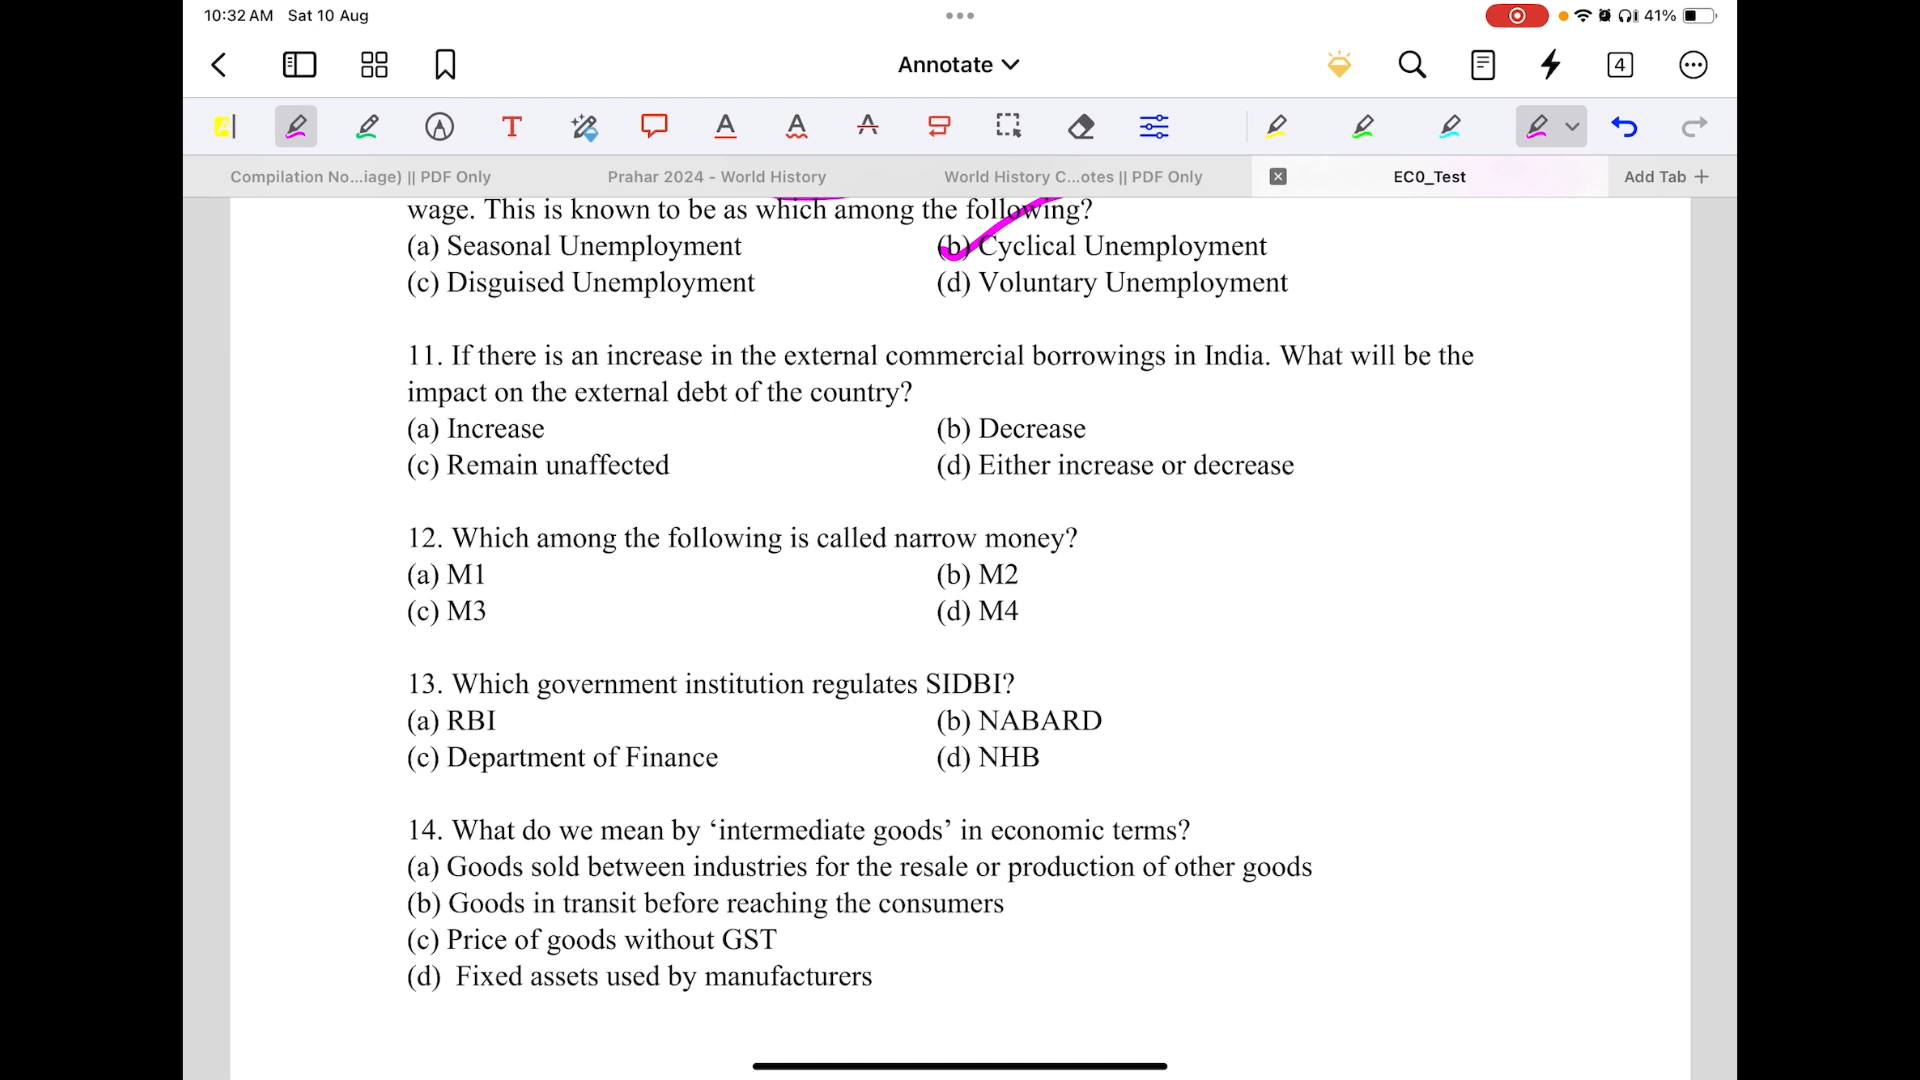 10:32 AM Sat 10 Aug
41%
Annotate
4
T
A
A
A
Compilation No...iage) || PDF Only
Prahar 2024 - World History
World History C...otes || PDF Only
EC0_Test
Add Tab +
wage. This is known to be as which among the following?
(a) Seasonal Unemployment (b) Cyclical Unemployment
(c) Disguised Unemployment (d) Voluntary Unemployment
11. If there is an increase in the external commercial borrowings in India. What will be the
impact on the external debt of the country?
(a) Increase (b) Decrease
(c) Remain unaffected (d) Either increase or decrease
12. Which among the following is called narrow money?
(a) M1 (b) M2
(c) M3 (d) M4
13. Which government institution regulates SIDBI?
(a) RBI (b) NABARD
(c) Department of Finance (d) NHB
14. What do we mean by ‘intermediate goods’ in economic terms?
(a) Goods sold between industries for the resale or production of other goods
(b) Goods in transit before reaching the consumers
(c) Price of goods without GST
(d) Fixed assets used by manufacturers